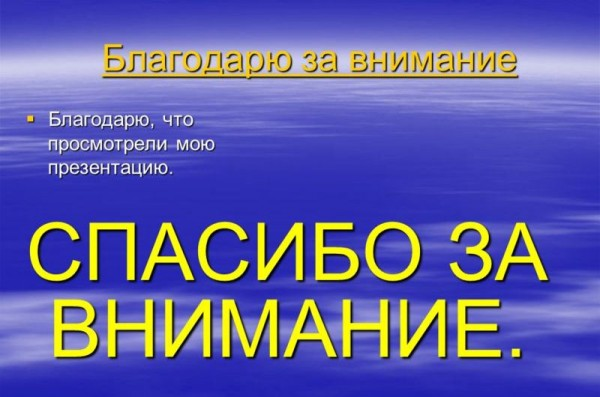 Благодарю за внимание
Благодарю, что
просмотрели мою
презентацию.
СПАСИБО ЗА
ВНИМАНИЕ.